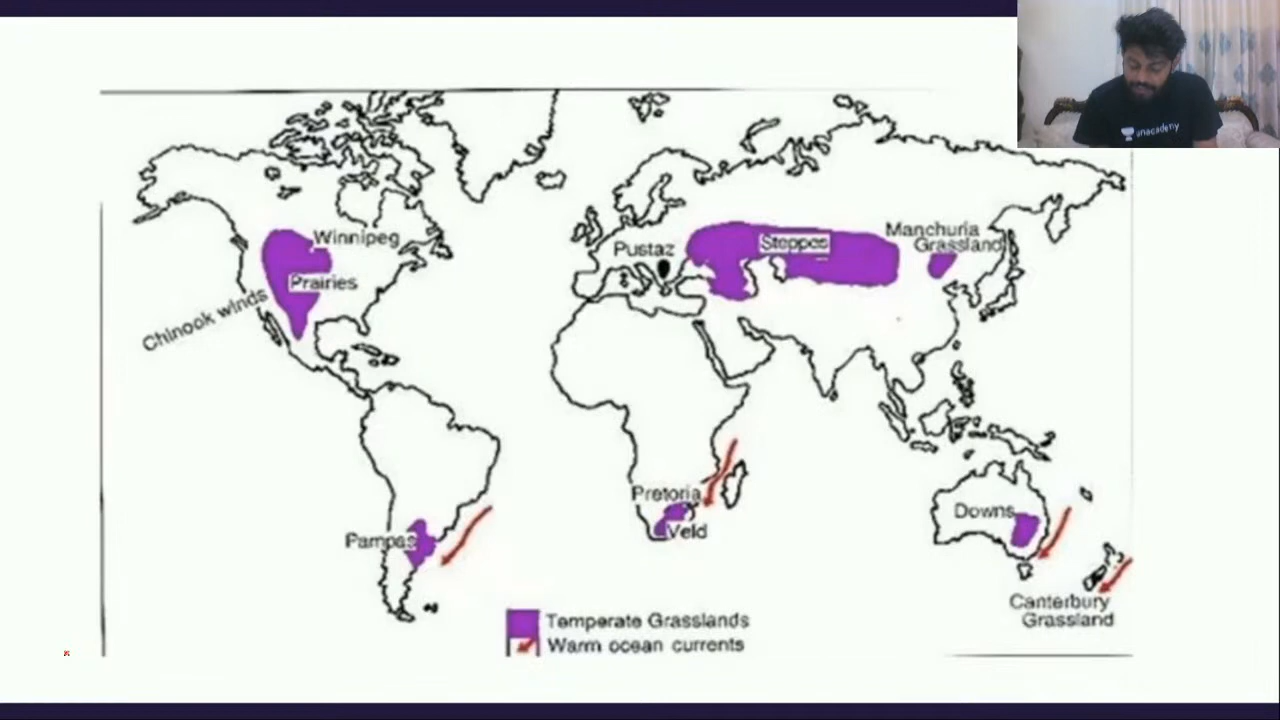 unacademy
Winnipeg
Prairies
Chinook winds
Pustaz
Steppes
Manchuria
Grassland
Pretoria
Veld
Pampas
Downs
Canterbury
Grassland
Temperate Grasslands
Warm ocean currents